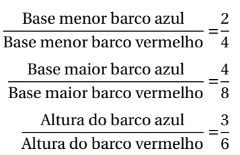 Base menor barco azul / Base menor barco vermelho = 2/4
Base maior barco azul / Base maior barco vermelho = 4/8
Altura do barco azul / Altura do barco vermelho = 3/6